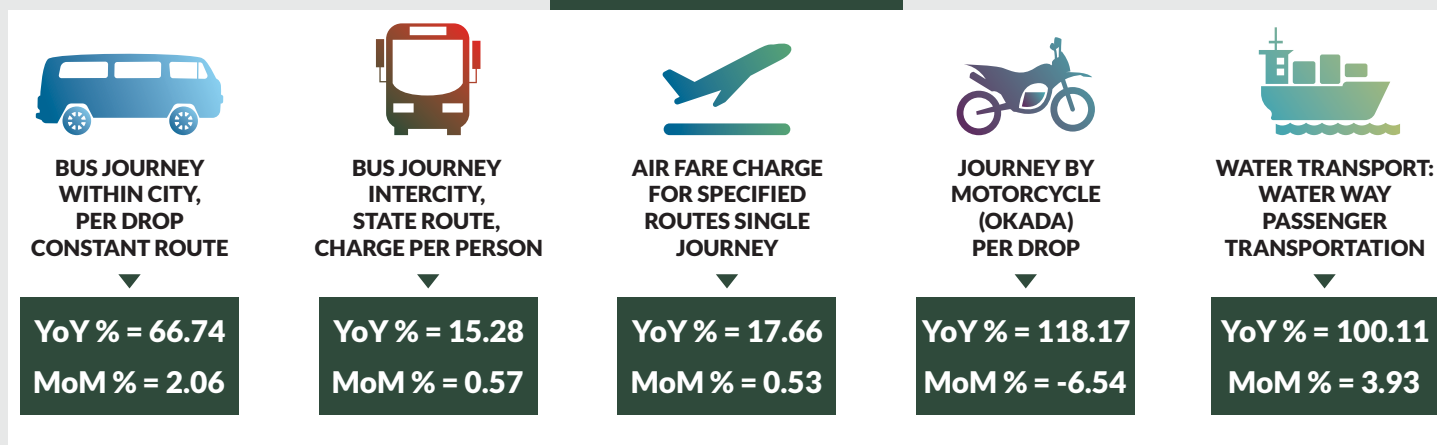 BUS JOURNEY
WITHIN CITY,
PER DROP
CONSTANT ROUTE
YoY % = 66.74
MoM % = 2.06
BUS JOURNEY
INTERCITY,
STATE ROUTE,
CHARGE PER PERSON
YoY % = 15.28
MoM % = 0.57
AIR FARE CHARGE
FOR SPECIFIED
ROUTES SINGLE
JOURNEY
YoY % = 17.66
MoM % = 0.53
JOURNEY BY
MOTORCYCLE
(OKADA)
PER DROP
YoY % = 118.17
MoM % = -6.54
WATER TRANSPORT:
WATER WAY
PASSENGER
TRANSPORTATION
YoY % = 100.11
MoM % = 3.93